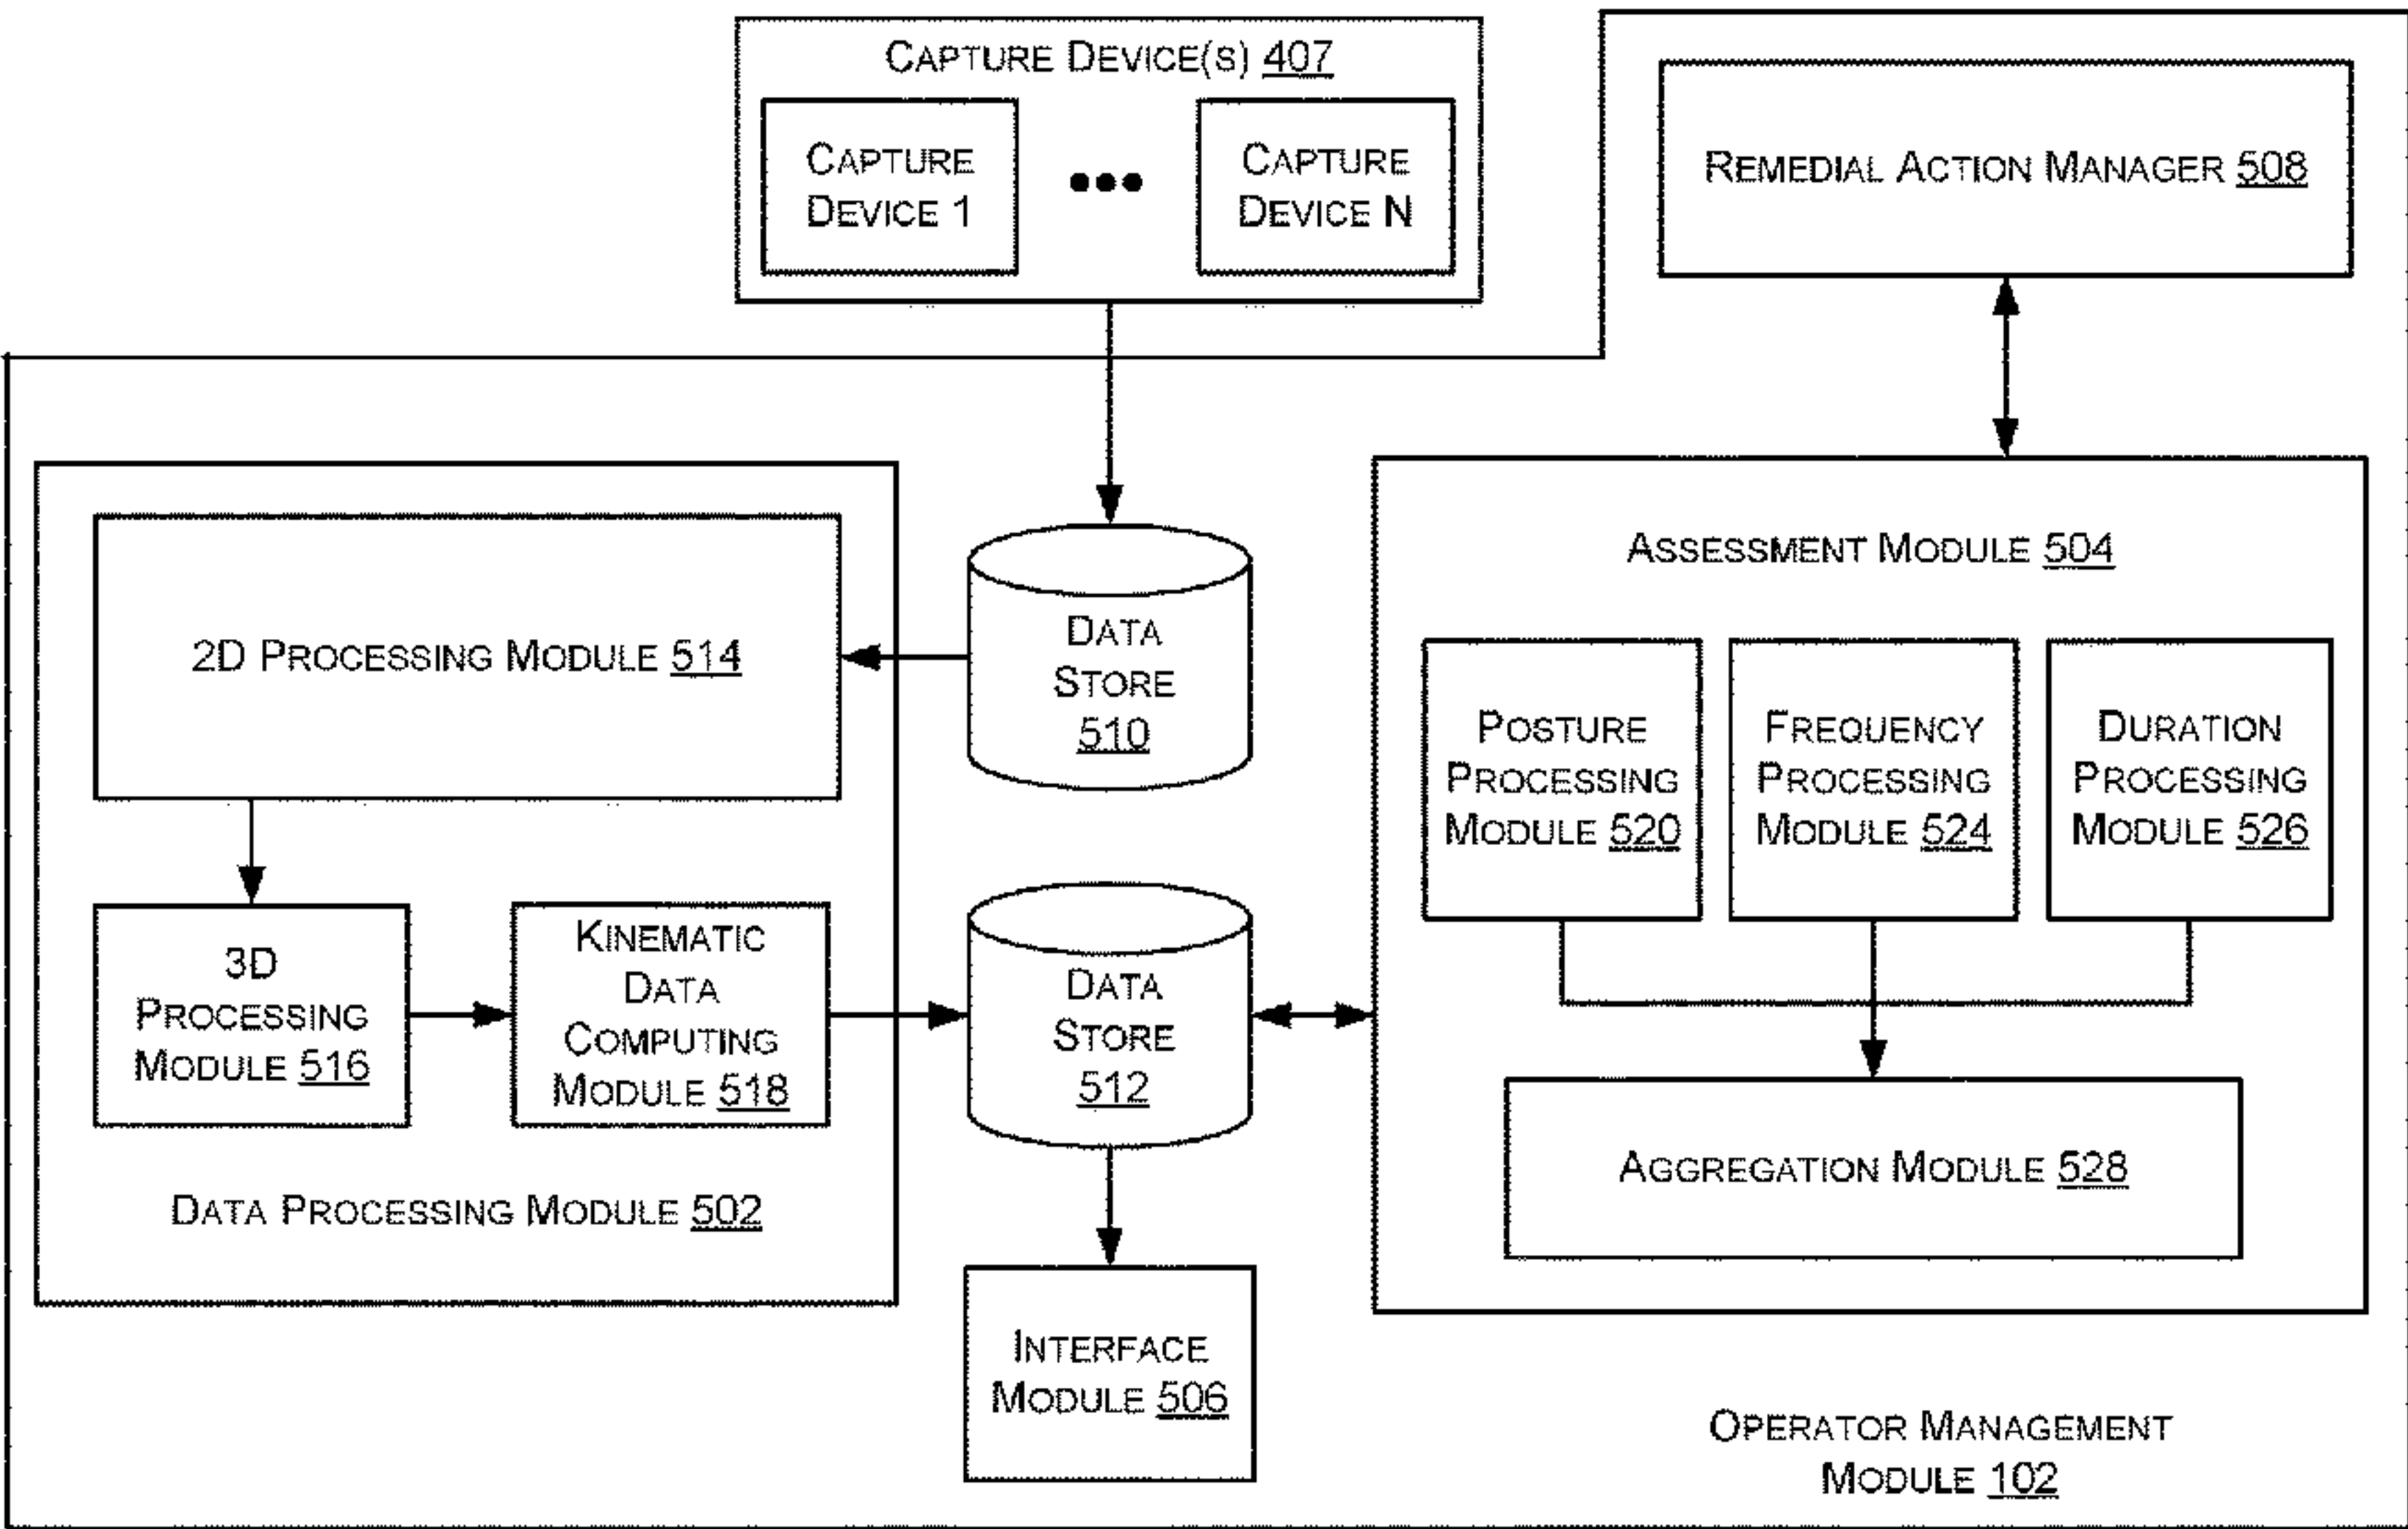 CAPTURE DEVICE(S) 407
CAPTURE
DEVICE 1
•••
CAPTURE
DEVICE N
REMEDIAL ACTION MANAGER 508
2D PROCESSING MODULE 514
DATA
STORE
510
ASSESSMENT MODULE 504
POSTURE
PROCESSING
MODULE 520
FREQUENCY
PROCESSING
MODULE 524
DURATION
PROCESSING
MODULE 526
3D
PROCESSING
MODULE 516
KINEMATIC
DATA
COMPUTING
MODULE 518
DATA
STORE
512
AGGREGATION MODULE 528
DATA PROCESSING MODULE 502
INTERFACE
MODULE 506
OPERATOR MANAGEMENT
MODULE 102